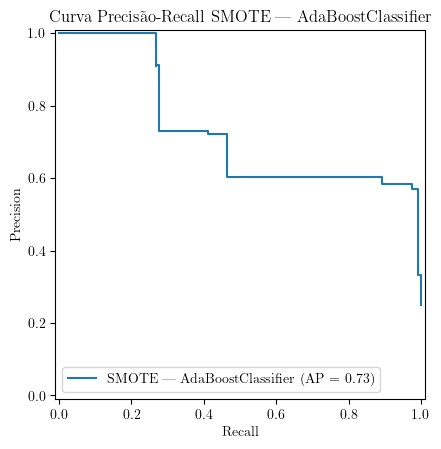 Curva Precisão-Recall SMOTE — AdaBoostClassifier
1.0
0.8
0.6
0.4
0.2
0.0
Precision
SMOTE — AdaBoostClassifier (AP = 0.73)
0.0 0.2 0.4 0.6 0.8 1.0
Recall